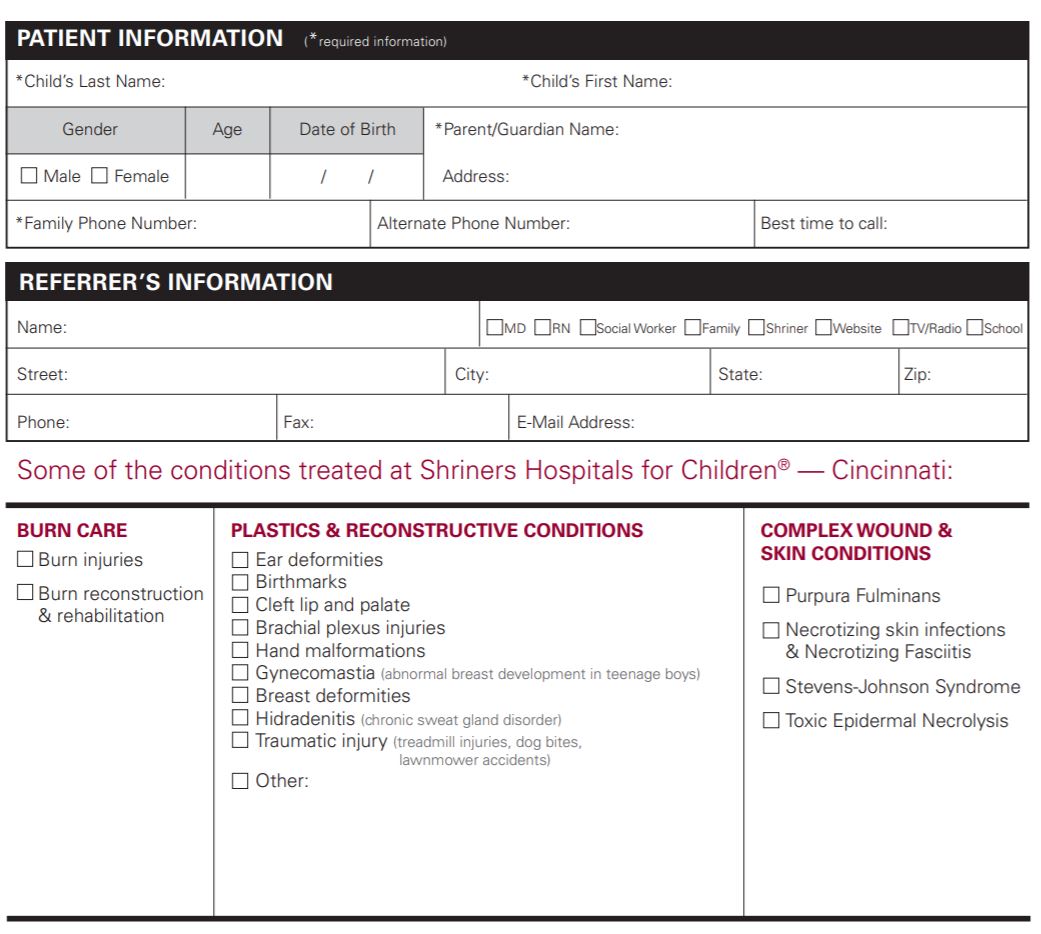 PATIENT INFORMATION (*required information)
*Child's Last Name: *Child's First Name:
Gender Age Date of Birth *Parent/Guardian Name:
☐ Male ☐ Female / / Address:
*Family Phone Number: Alternate Phone Number: Best time to call:
REFERRER'S INFORMATION
Name: ☐MD ☐RN ☐Social Worker ☐Family ☐Shriner ☐Website ☐TV/Radio ☐School
Street: City: State: Zip:
Phone: Fax: E-Mail Address:
Some of the conditions treated at Shriners Hospitals for Children® — Cincinnati:
BURN CARE
☐ Burn injuries
☐ Burn reconstruction
& rehabilitation
PLASTICS & RECONSTRUCTIVE CONDITIONS
☐ Ear deformities
☐ Birthmarks
☐ Cleft lip and palate
☐ Brachial plexus injuries
☐ Hand malformations
☐ Gynecomastia (abnormal breast development in teenage boys)
☐ Breast deformities
☐ Hidradenitis (chronic sweat gland disorder)
☐ Traumatic injury (treadmill injuries, dog bites,
lawnmower accidents)
☐ Other:
COMPLEX WOUND &
SKIN CONDITIONS
☐ Purpura Fulminans
☐ Necrotizing skin infections
& Necrotizing Fasciitis
☐ Stevens-Johnson Syndrome
☐ Toxic Epidermal Necrolysis